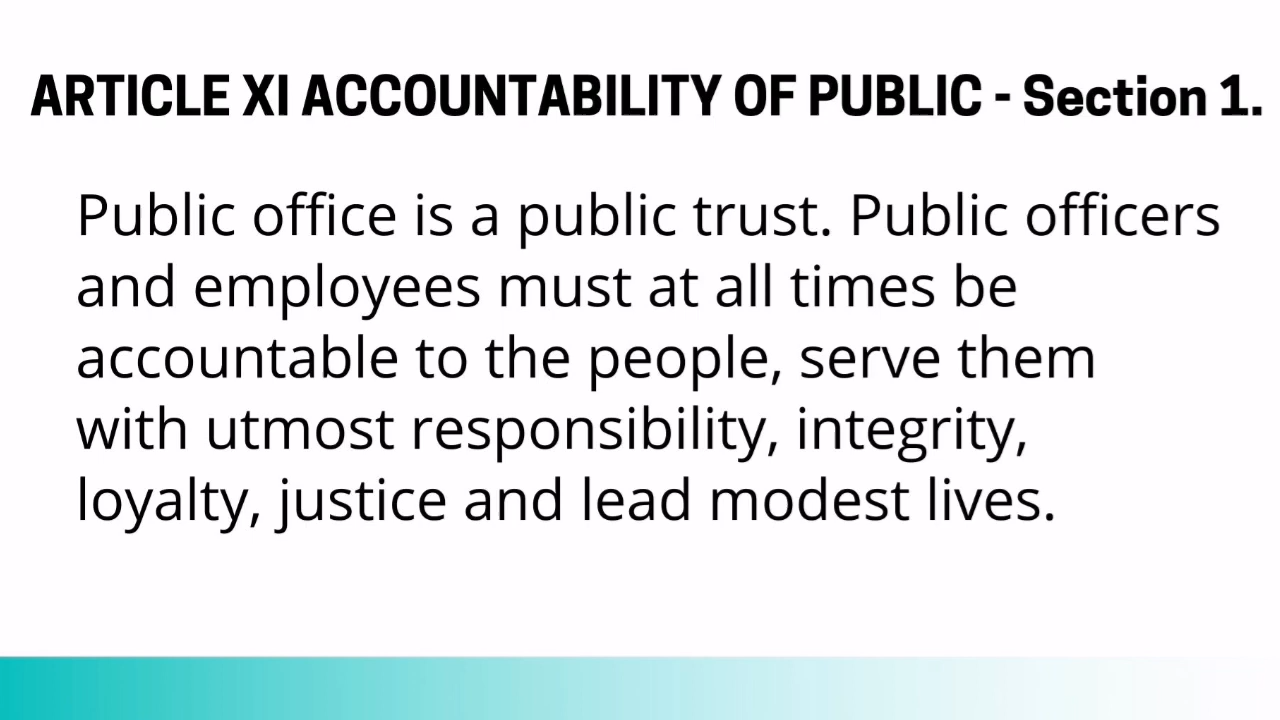 ARTICLE XI ACCOUNTABILITY OF PUBLIC - Section 1.
Public office is a public trust. Public officers
and employees must at all times be
accountable to the people, serve them
with utmost responsibility, integrity,
loyalty, justice and lead modest lives.